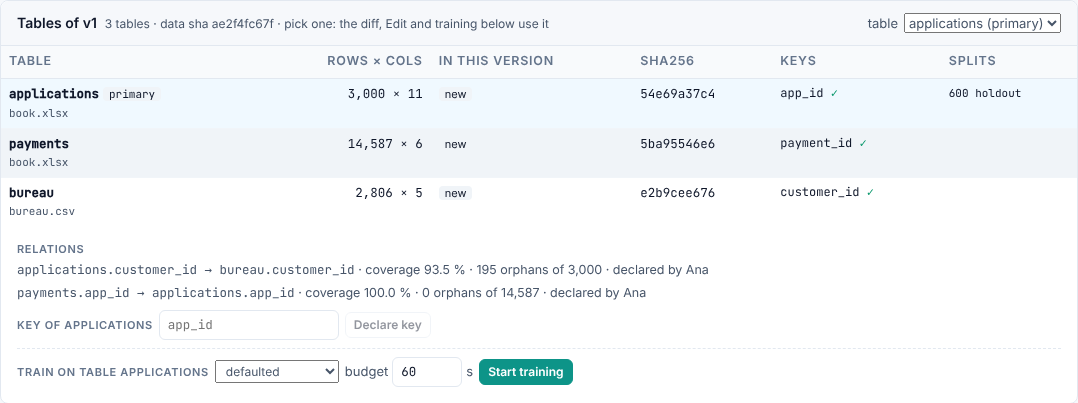 Tables of v1 3 tables · data sha ae2f4fc67f · pick one: the diff, Edit and training below use it table applications (primary)
TABLE ROWS × COLS IN THIS VERSION SHA256 KEYS SPLITS
applications primary 3,000 × 11 new 54e69a37c4 app_id ✓ 600 holdout
book.xlsx
payments 14,587 × 6 new 5ba95546e6 payment_id ✓
book.xlsx
bureau 2,806 × 5 new e2b9cee676 customer_id ✓
bureau.csv
RELATIONS
applications.customer_id → bureau.customer_id · coverage 93.5 % · 195 orphans of 3,000 · declared by Ana
payments.app_id → applications.app_id · coverage 100.0 % · 0 orphans of 14,587 · declared by Ana
KEY OF APPLICATIONS app_id Declare key
TRAIN ON TABLE APPLICATIONS defaulted budget 60 s Start training